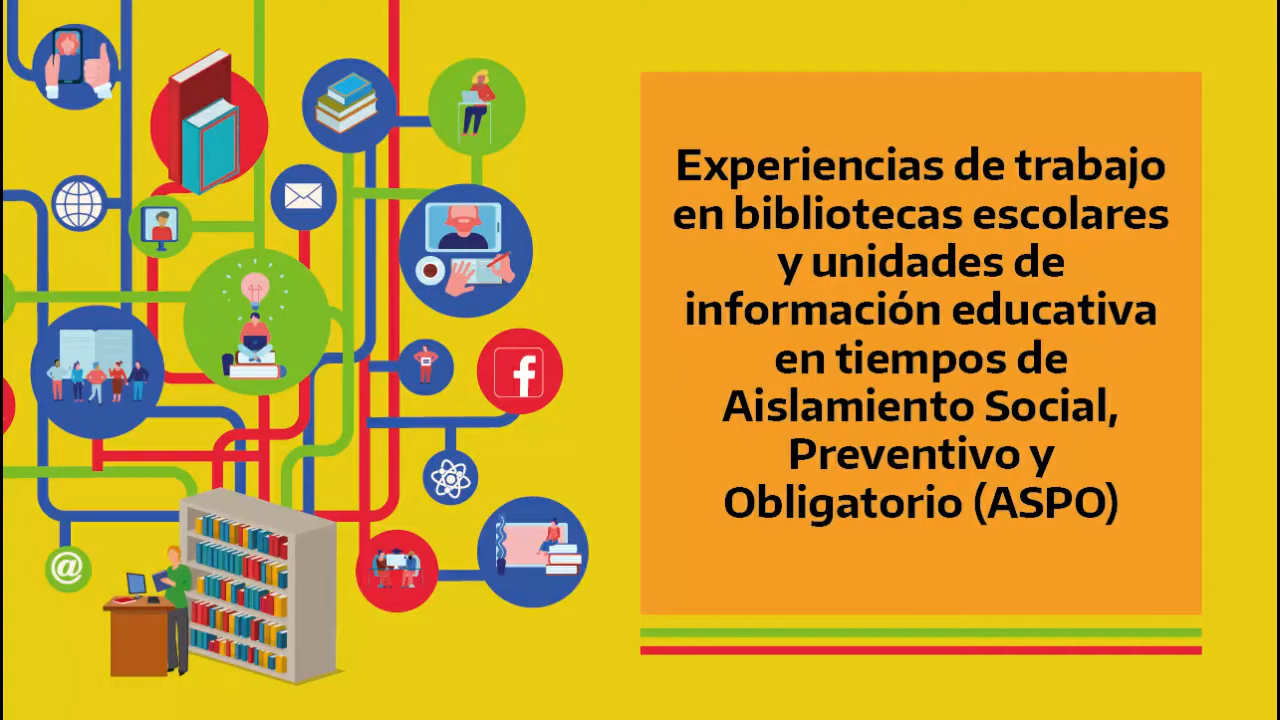 Experiencias de trabajo
en bibliotecas escolares
y unidades de
información educativa
en tiempos de
Aislamiento Social,
Preventivo y
Obligatorio (ASPO)
f
@